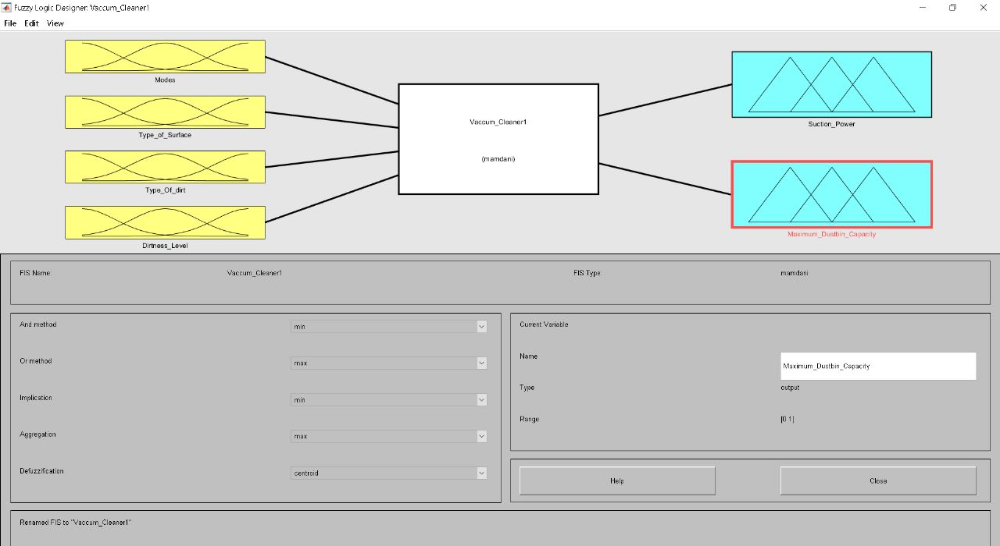 Fuzzy Logic Designer: Vaccum_Cleaner1
File Edit View
Modes
Type_of_Surface
Type_Of_dirt
Dirtness_Level
Vaccum_Cleaner1
(mamdani)
Suction_Power
Maximum_Dustbin_Capacity
FIS Name: Vaccum_Cleaner1 FIS Type: mamdani
And method min
Or method max
Implication min
Aggregation max
Defuzzification centroid
Current Variable
Name Maximum_Dustbin_Capacity
Type output
Range [0 1]
Help Close
Renamed FIS to "Vaccum_Cleaner1"